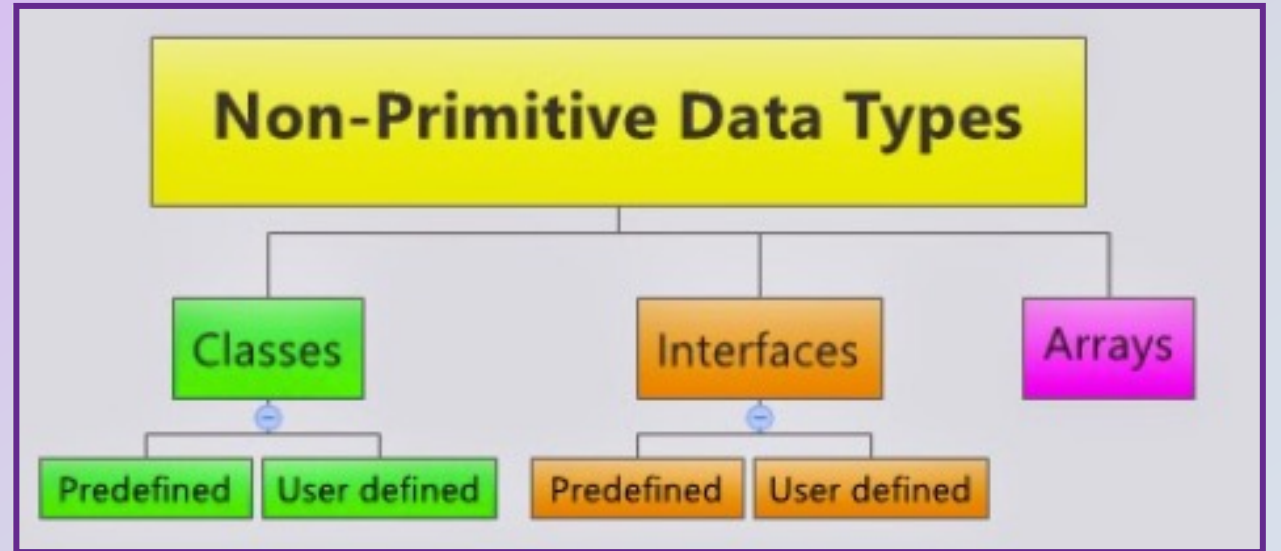 Non-Primitive Data Types
Classes
Interfaces
Arrays
Predefined
User defined
Predefined
User defined